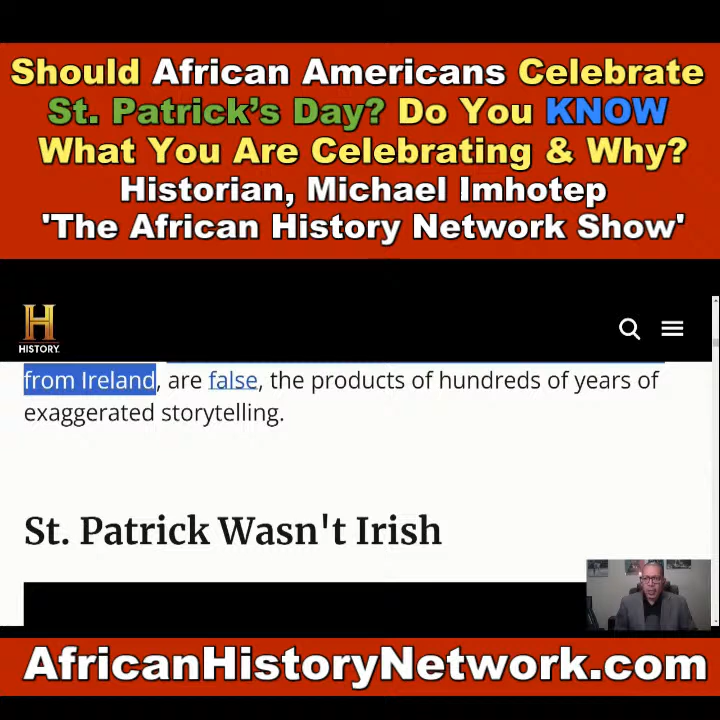 Should African Americans Celebrate
St. Patrick's Day? Do You KNOW
What You Are Celebrating & Why?
Historian, Michael Imhotep
'The African History Network Show'
H
HISTORY.
from Ireland, are false, the products of hundreds of years of
exaggerated storytelling.
St. Patrick Wasn't Irish
AfricanHistoryNetwork.com